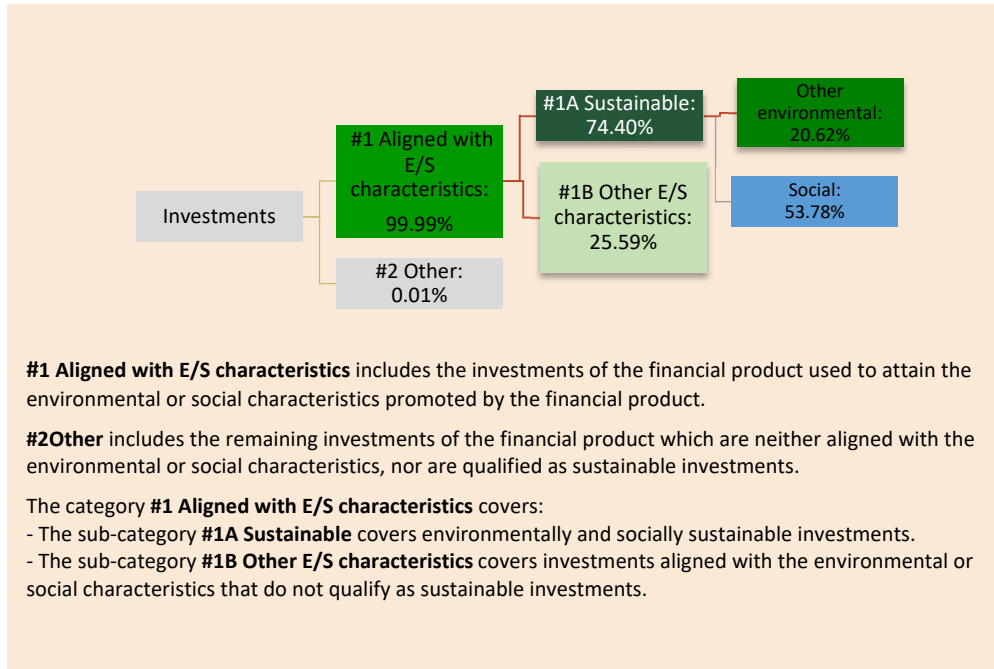 Investments
#1 Aligned with
E/S
characteristics:
99.99%
#2 Other:
0.01%
#1A Sustainable:
74.40%
#1B Other E/S
characteristics:
25.59%
Other
environmental:
20.62%
Social:
53.78%
#1 Aligned with E/S characteristics includes the investments of the financial product used to attain the
environmental or social characteristics promoted by the financial product.
#2Other includes the remaining investments of the financial product which are neither aligned with the
environmental or social characteristics, nor are qualified as sustainable investments.
The category #1 Aligned with E/S characteristics covers:
- The sub-category #1A Sustainable covers environmentally and socially sustainable investments.
- The sub-category #1B Other E/S characteristics covers investments aligned with the environmental or
social characteristics that do not qualify as sustainable investments.